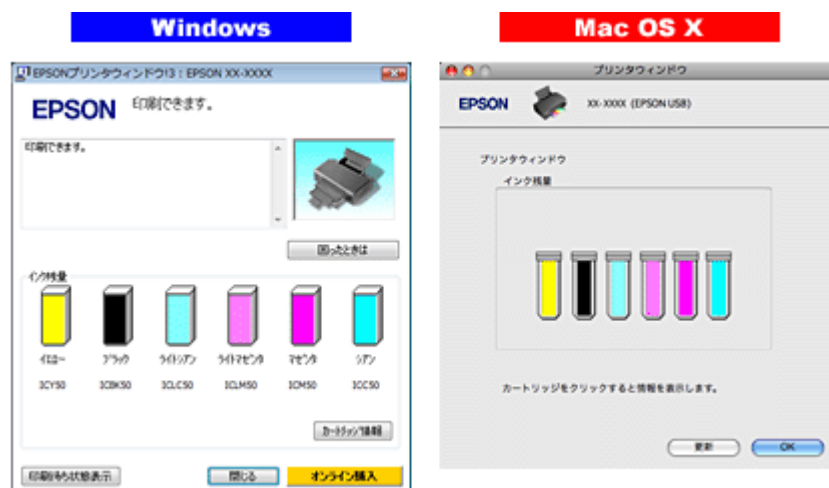 Windows
EPSONプリンタウィンドウ!3 : EPSON XX-XXXX
EPSON
印刷できます。
印刷できます。
困ったときは
インク残量
イエロー ブラック ライトシアン ライトマゼンタ マゼンタ シアン
ICY50 ICBK50 ICLC50 ICLM50 ICM50 ICC50
カートリッジ情報
印刷待ち状態表示 閉じる オンライン購入
Mac OS X
プリンタウィンドウ
EPSON XX-XXXX (EPSON USB)
プリンタウィンドウ
インク残量
カートリッジをクリックすると情報を表示します。
更新 OK